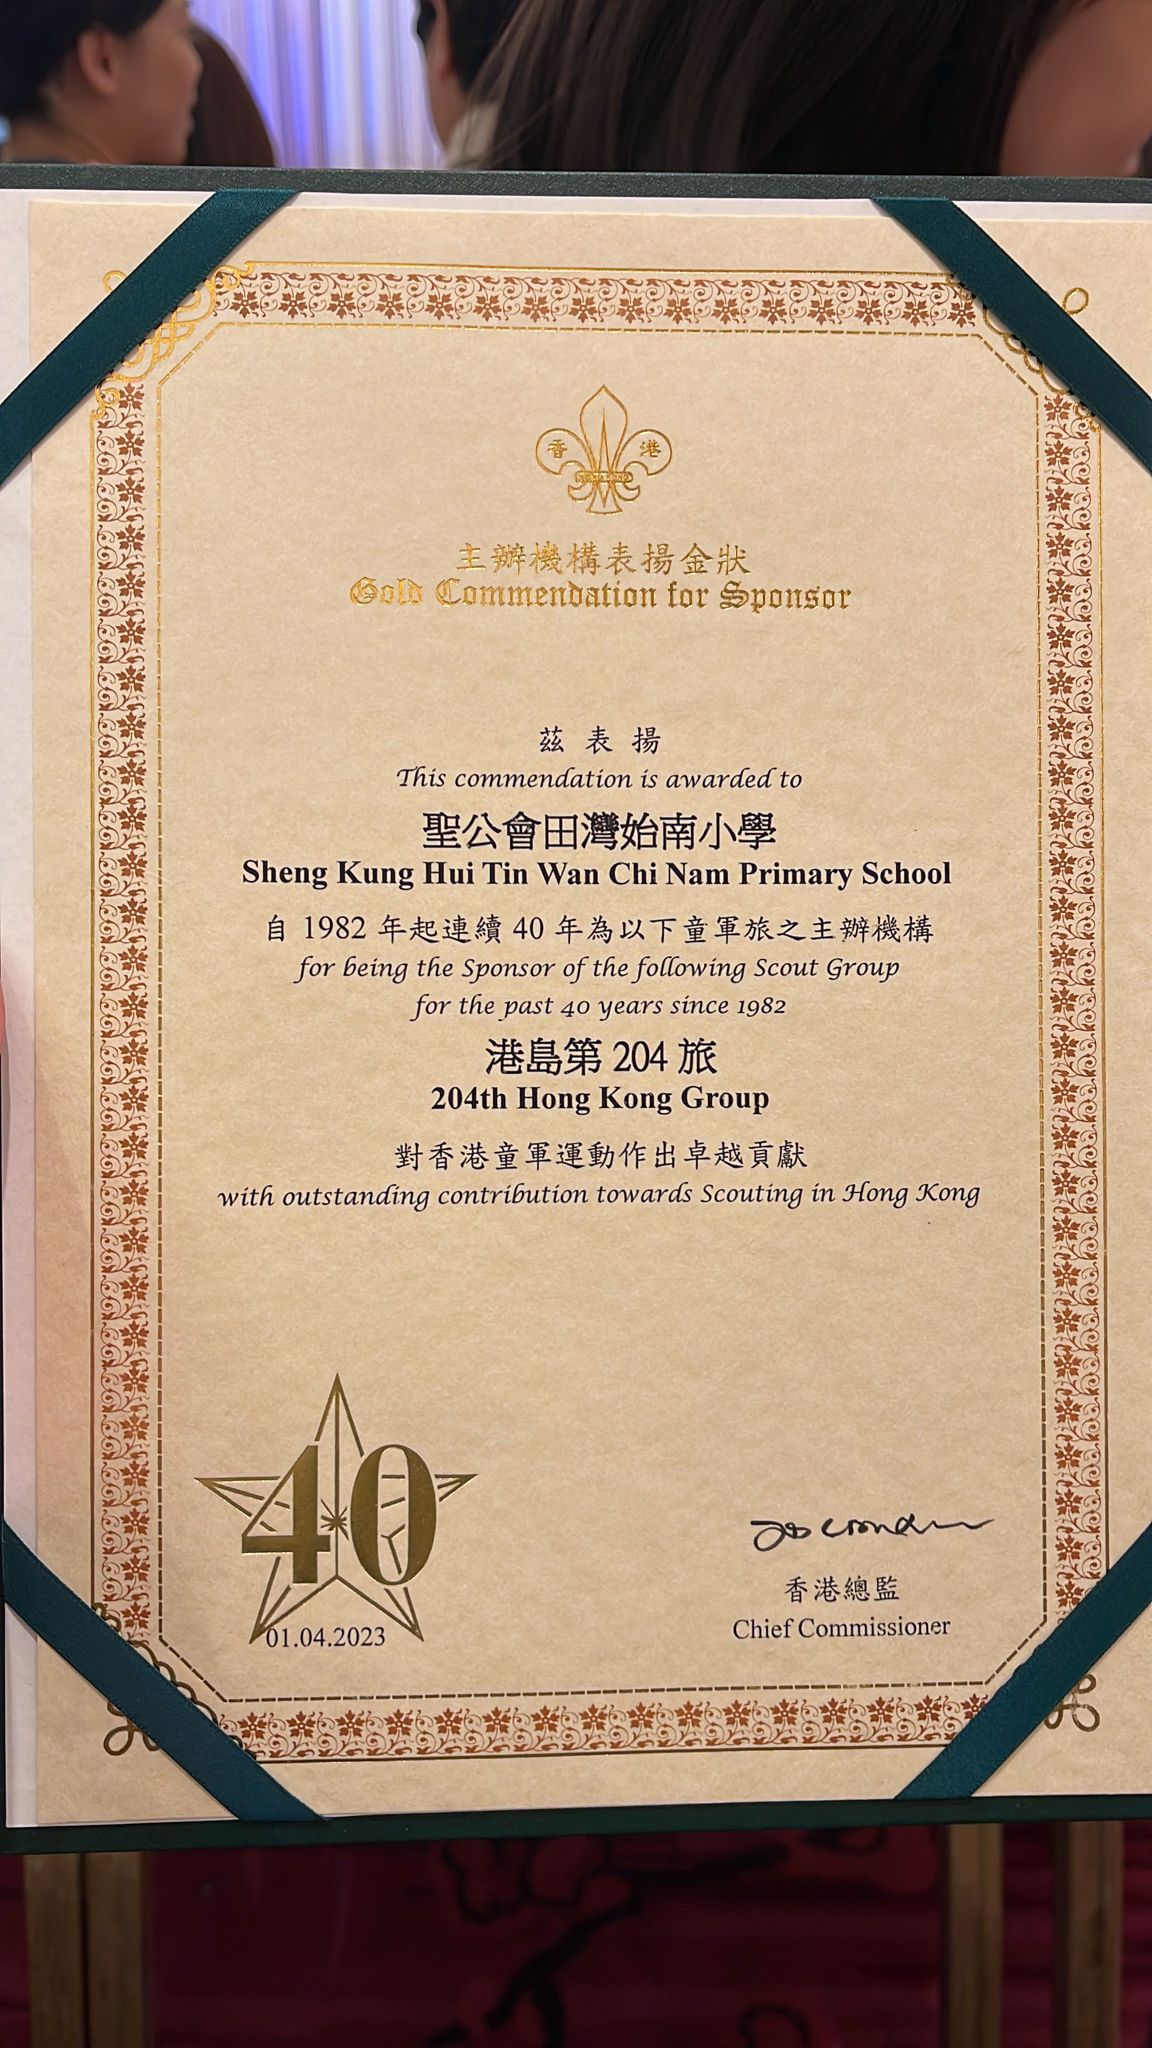 香 港
主辦機構表揚金狀
Gold Commendation for Sponsor
茲表揚
This commendation is awarded to
聖公會田灣始南小學
Sheng Kung Hui Tin Wan Chi Nam Primary School
自 1982 年起連續 40 年為以下童軍旅之主辦機構
for being the Sponsor of the following Scout Group
for the past 40 years since 1982
港島第 204 旅
204th Hong Kong Group
對香港童軍運動作出卓越貢獻
with outstanding contribution towards Scouting in Hong Kong
40
01.04.2023
香港總監
Chief Commissioner